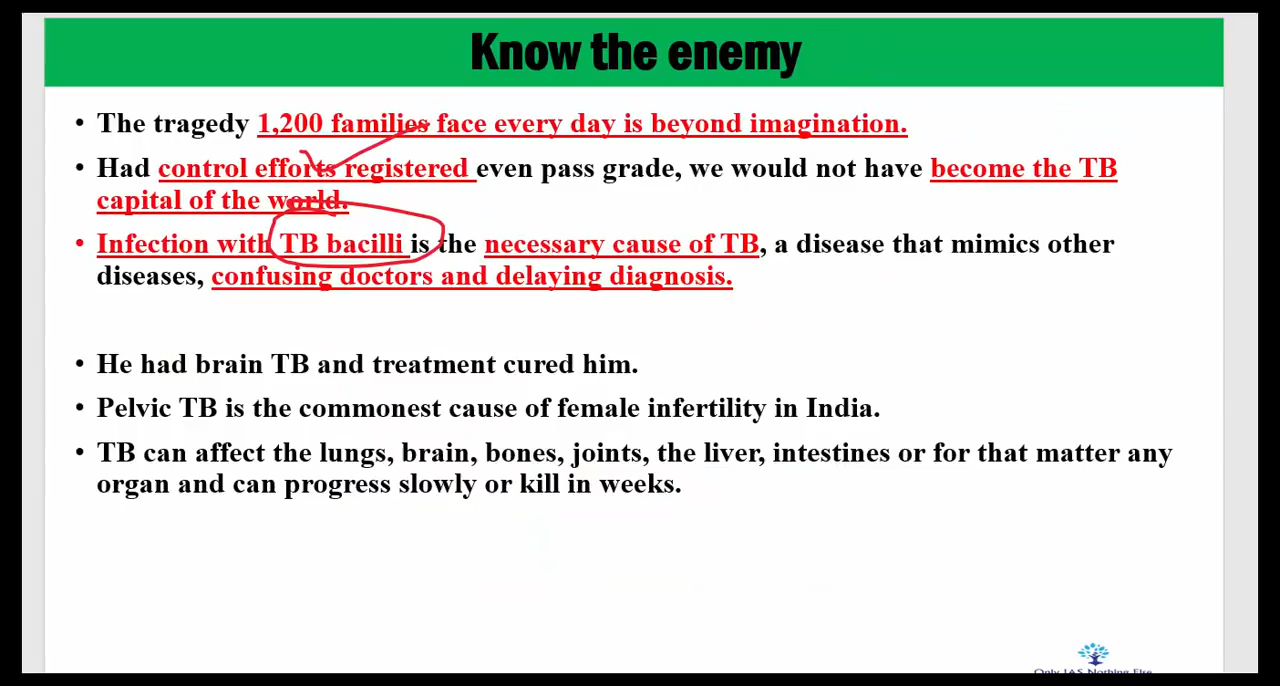 Know the enemy
• The tragedy 1,200 families face every day is beyond imagination.
• Had control efforts registered even pass grade, we would not have become the TB
capital of the world.
• Infection with TB bacilli is the necessary cause of TB, a disease that mimics other
diseases, confusing doctors and delaying diagnosis.
• He had brain TB and treatment cured him.
• Pelvic TB is the commonest cause of female infertility in India.
• TB can affect the lungs, brain, bones, joints, the liver, intestines or for that matter any
organ and can progress slowly or kill in weeks.
Only IAS Nothing Else